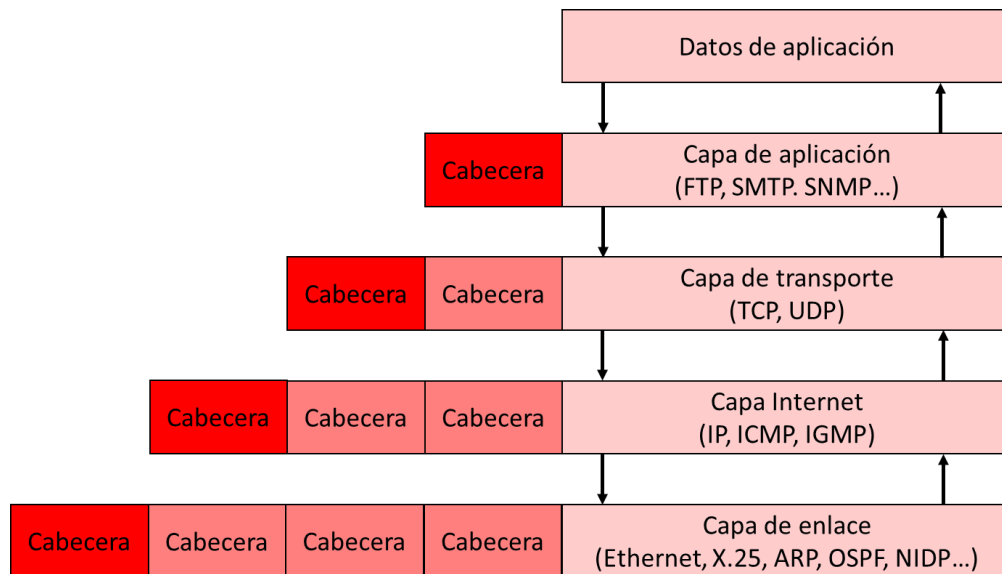 Datos de aplicación
Cabecera
Capa de aplicación
(FTP, SMTP. SNMP...)
Cabecera
Cabecera
Capa de transporte
(TCP, UDP)
Cabecera
Cabecera
Cabecera
Capa Internet
(IP, ICMP, IGMP)
Cabecera
Cabecera
Cabecera
Cabecera
Capa de enlace
(Ethernet, X.25, ARP, OSPF, NIDP...)